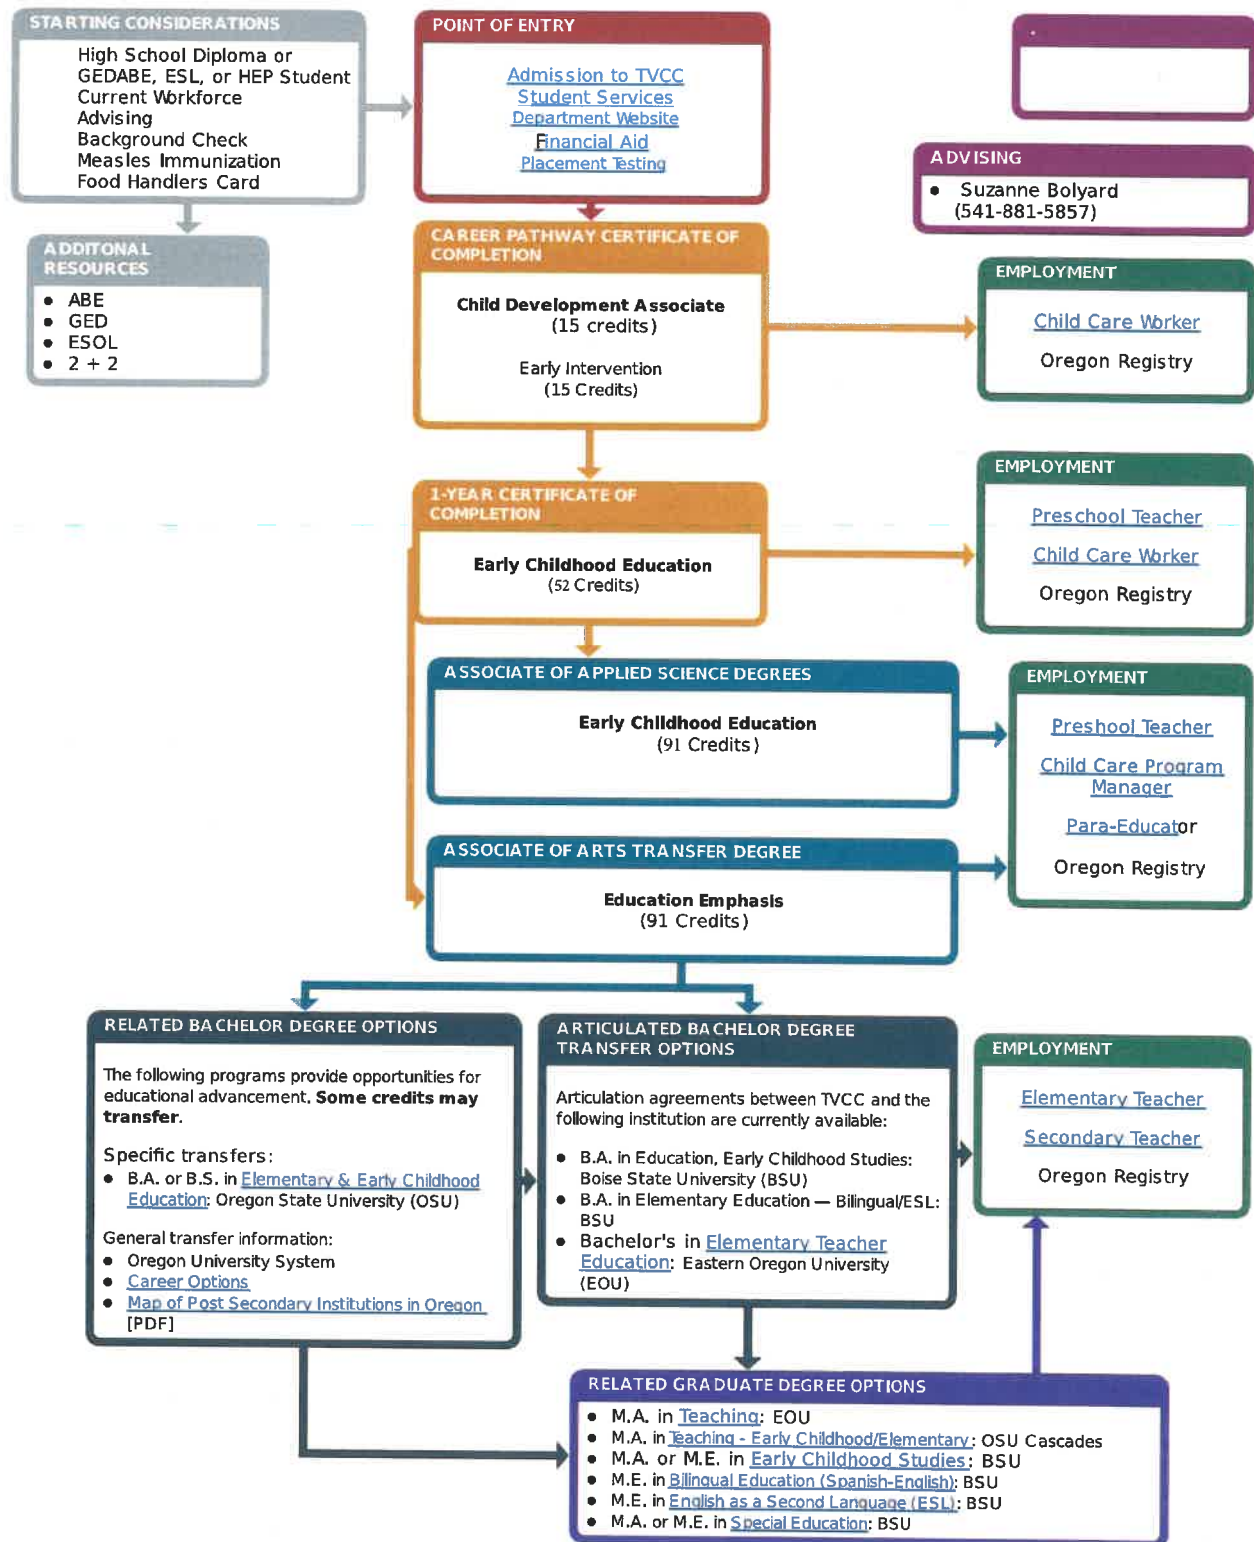 STARTING CONSIDERATIONS
High School Diploma or
GEDABE, ESL, or HEP Student
Current Workforce
Advising
Background Check
Measles Immunization
Food Handlers Card
ADDITONAL
RESOURCES
• ABE
• GED
• ESOL
• 2 + 2
POINT OF ENTRY
Admission to TVCC
Student Services
Department Website
Financial Aid
Placement Testing
ADVISING
• Suzanne Bolyard
(541-881-5857)
CAREER PATHWAY CERTIFICATE OF
COMPLETION
Child Development Associate
(15 credits)
Early Intervention
(15 Credits)
EMPLOYMENT
Child Care Worker
Oregon Registry
1-YEAR CERTIFICATE OF
COMPLETION
Early Childhood Education
(52 Credits)
EMPLOYMENT
Preschool Teacher
Child Care Worker
Oregon Registry
ASSOCIATE OF APPLIED SCIENCE DEGREES
Early Childhood Education
(91 Credits)
ASSOCIATE OF ARTS TRANSFER DEGREE
Education Emphasis
(91 Credits)
EMPLOYMENT
Preshool Teacher
Child Care Program
Manager
Para-Educator
Oregon Registry
RELATED BACHELOR DEGREE OPTIONS
The following programs provide opportunities for
educational advancement. Some credits may
transfer.
Specific transfers:
• B.A. or B.S. in Elementary & Early Childhood
Education: Oregon State University (OSU)
General transfer information:
• Oregon University System
• Career Options
• Map of Post Secondary Institutions in Oregon
[PDF]
ARTICULATED BACHELOR DEGREE
TRANSFER OPTIONS
Articulation agreements between TVCC and the
following institution are currently available:
• B.A. in Education, Early Childhood Studies:
Boise State University (BSU)
• B.A. in Elementary Education — Bilingual/ESL:
BSU
• Bachelor's in Elementary Teacher
Education: Eastern Oregon University
(EOU)
EMPLOYMENT
Elementary Teacher
Secondary Teacher
Oregon Registry
RELATED GRADUATE DEGREE OPTIONS
• M.A. in Teaching: EOU
• M.A. in Teaching - Early Childhood/Elementary: OSU Cascades
• M.A. or M.E. in Early Childhood Studies: BSU
• M.E. in Bilingual Education (Spanish-English): BSU
• M.E. in English as a Second Language (ESL): BSU
• M.A. or M.E. in Special Education: BSU